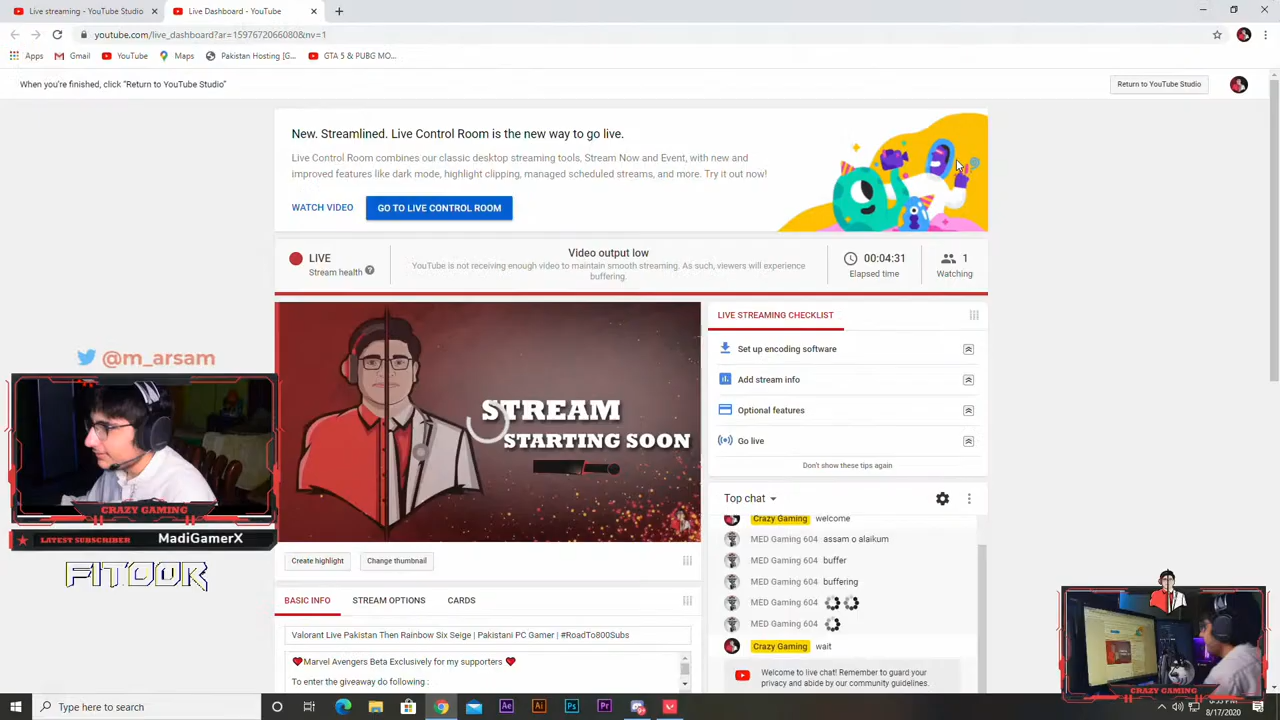 Live streaming - YouTube Studio
Live Dashboard - YouTube
youtube.com/live_dashboard?ar=1597672066080&nv=1
Apps Gmail YouTube Maps Pakistan Hosting [G... GTA 5 & PUBG MO...
When you're finished, click "Return to YouTube Studio"
Return to YouTube Studio
New. Streamlined. Live Control Room is the new way to go live.
Live Control Room combines our classic desktop streaming tools, Stream Now and Event, with new and
improved features like dark mode, highlight clipping, managed scheduled streams, and more. Try it out now!
WATCH VIDEO GO TO LIVE CONTROL ROOM
LIVE
Stream health
Video output low
YouTube is not receiving enough video to maintain smooth streaming. As such, viewers will experience
buffering.
00:04:31
Elapsed time
1
Watching
STREAM
STARTING SOON
Create highlight Change thumbnail
BASIC INFO STREAM OPTIONS CARDS
Valorant Live Pakistan Then Rainbow Six Seige | Pakistani PC Gamer | #RoadTo800Subs
Marvel Avengers Beta Exclusively for my supporters
To enter the giveaway do following :
LIVE STREAMING CHECKLIST
Set up encoding software
Add stream info
Optional features
Go live
Don't show these tips again
Top chat
Crazy Gaming welcome
MED Gaming 604 assam o alaikum
MED Gaming 604 buffer
MED Gaming 604 buffering
MED Gaming 604
MED Gaming 604
Crazy Gaming wait
Welcome to live chat! Remember to guard your
privacy and abide by our community guidelines.
@m_arsam
CRAZY GAMING
LATEST SUBSCRIBER MadiGamerX
FITOOR
CRAZY GAMING
Type here to search
Ae Ai Ps Pr
8/17/2020